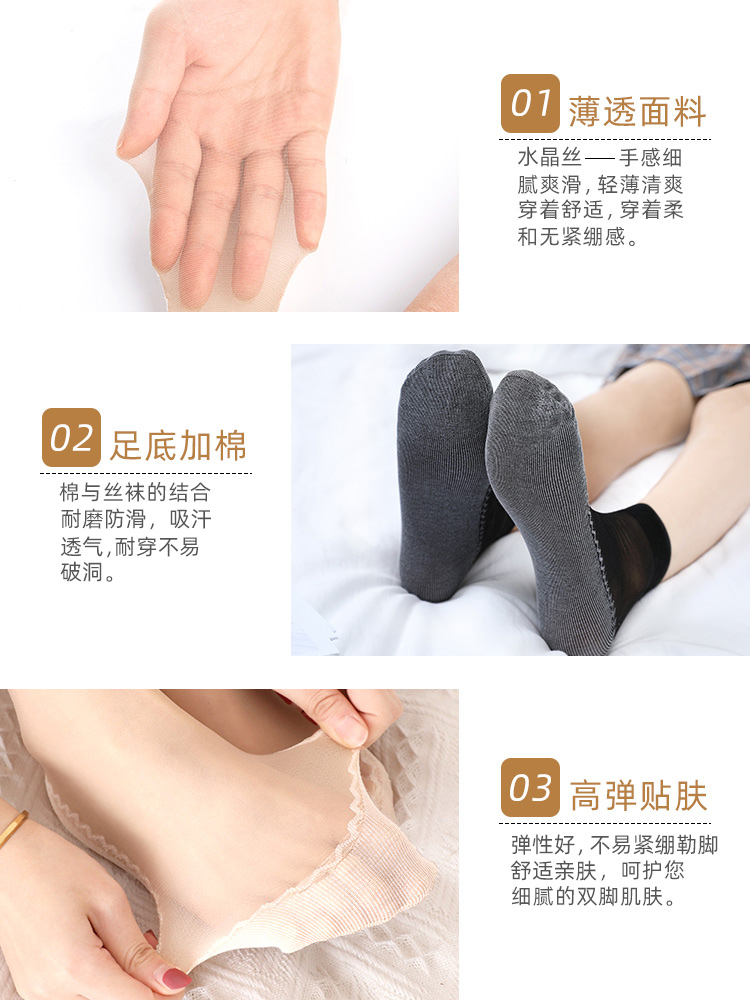 01 薄透面料
水晶丝——手感细
腻爽滑,轻薄清爽
穿着舒适,穿着柔
和无紧绷感。
02 足底加棉
棉与丝袜的结合
耐磨防滑，吸汗
透气,耐穿不易
破洞。
03 高弹贴肤
弹性好,不易紧绷勒脚
舒适亲肤，呵护您
细腻的双脚肌肤。